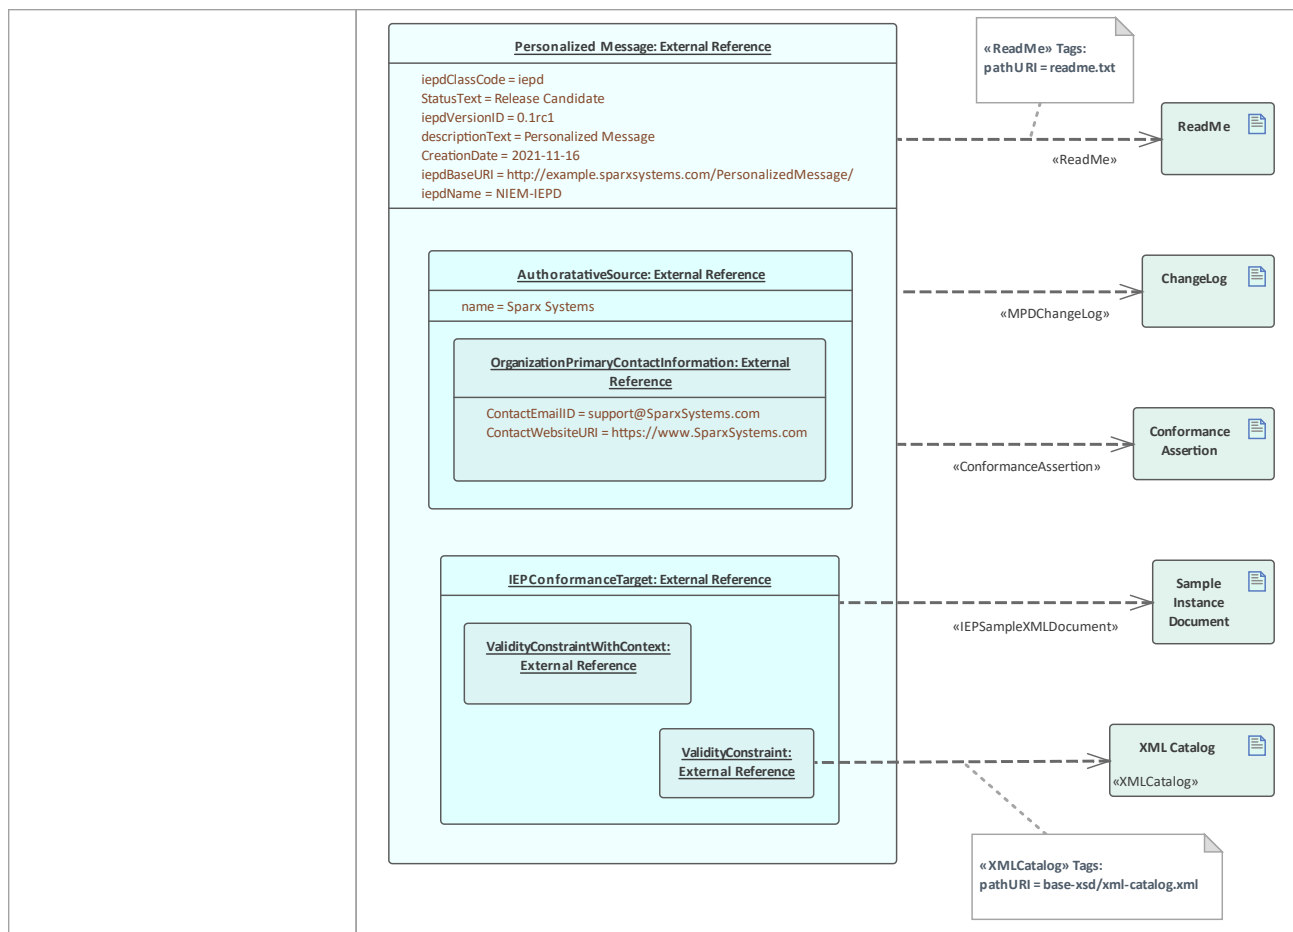 Personalized Message: External Reference
iepdClassCode = iepd
StatusText = Release Candidate
iepdVersionID = 0.1rc1
descriptionText = Personalized Message
CreationDate = 2021-11-16
iepdBaseURI = http://example.sparxsystems.com/PersonalizedMessage/
iepdName = NIEM-IEPD
«ReadMe» Tags:
pathURI = readme.txt
ReadMe
«ReadMe»
AuthoratativeSource: External Reference
name = Sparx Systems
ChangeLog
«MPDChangeLog»
OrganizationPrimaryContactInformation: External
Reference
ContactEmailID = support@SparxSystems.com
ContactWebsiteURI = https://www.SparxSystems.com
Conformance
Assertion
«ConformanceAssertion»
IEPConformanceTarget: External Reference
Sample
Instance
Document
«IEPSampleXMLDocument»
ValidityConstraintWithContext:
External Reference
ValidityConstraint:
External Reference
XML Catalog
«XMLCatalog»
«XMLCatalog» Tags:
pathURI = base-xsd/xml-catalog.xml